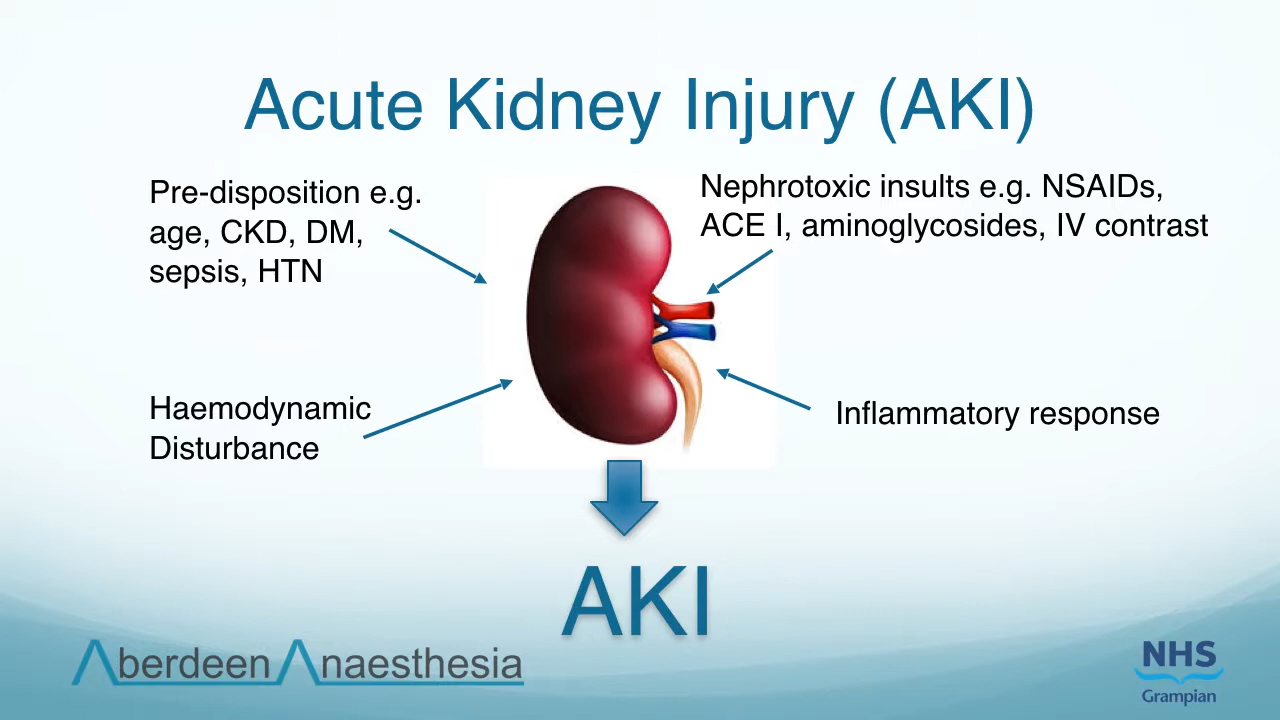 Acute Kidney Injury (AKI)
Pre-disposition e.g.
age, CKD, DM,
sepsis, HTN
Nephrotoxic insults e.g. NSAIDs,
ACE I, aminoglycosides, IV contrast
Haemodynamic
Disturbance
Inflammatory response
AKI
Aberdeen Anaesthesia
NHS
Grampian